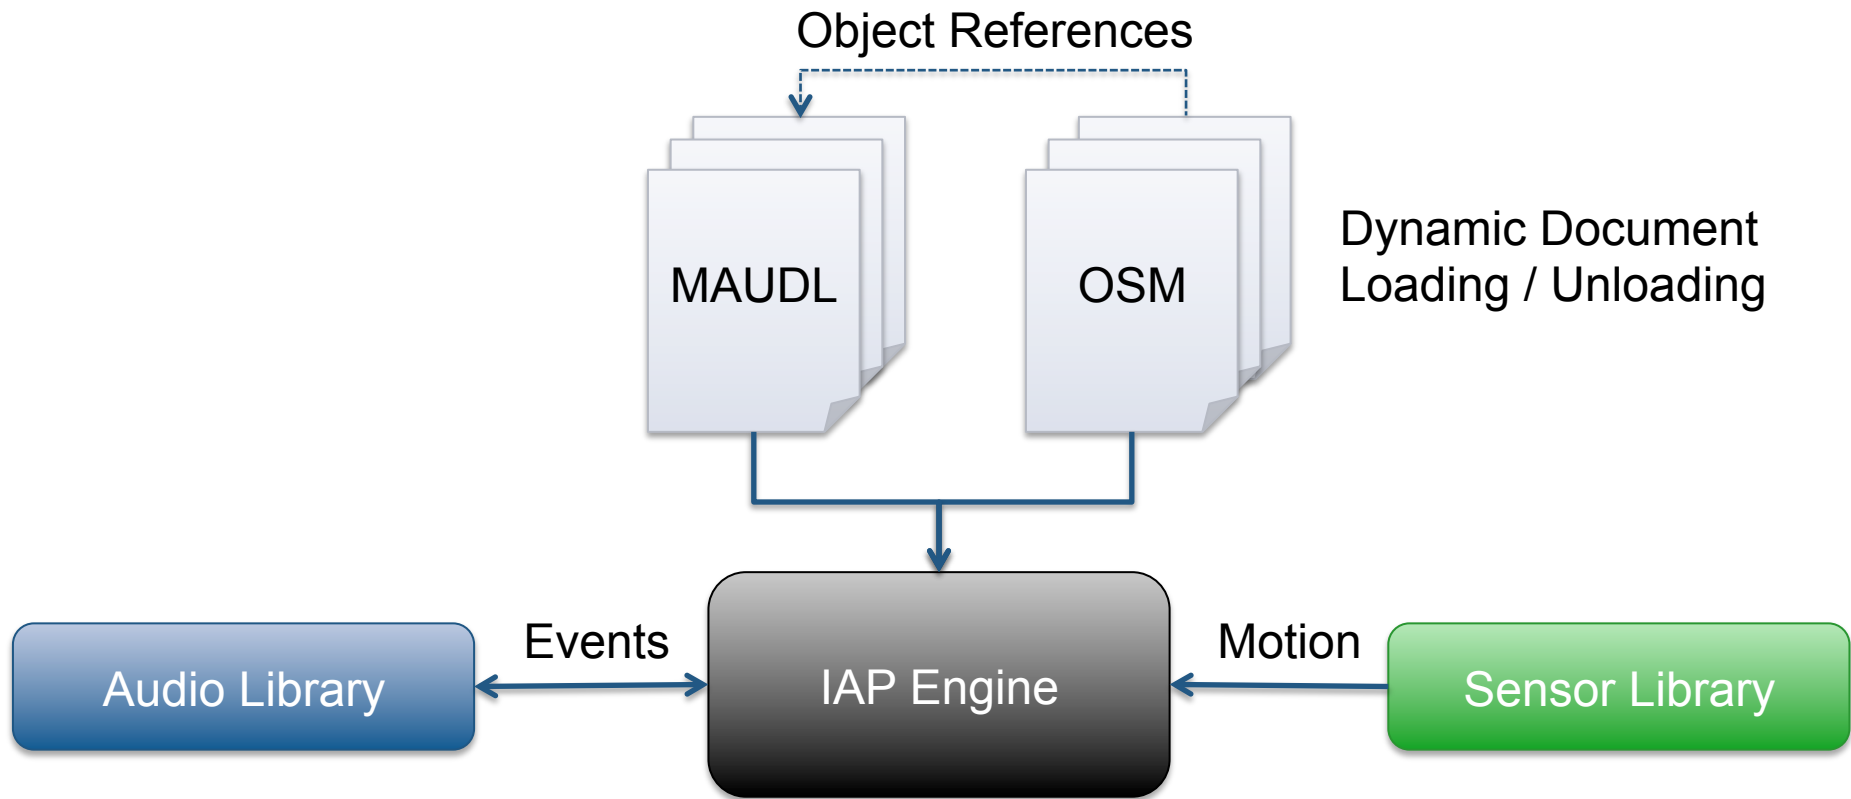 Object References
MAUDL
OSM
Dynamic Document
Loading / Unloading
Audio Library
Events
IAP Engine
Motion
Sensor Library